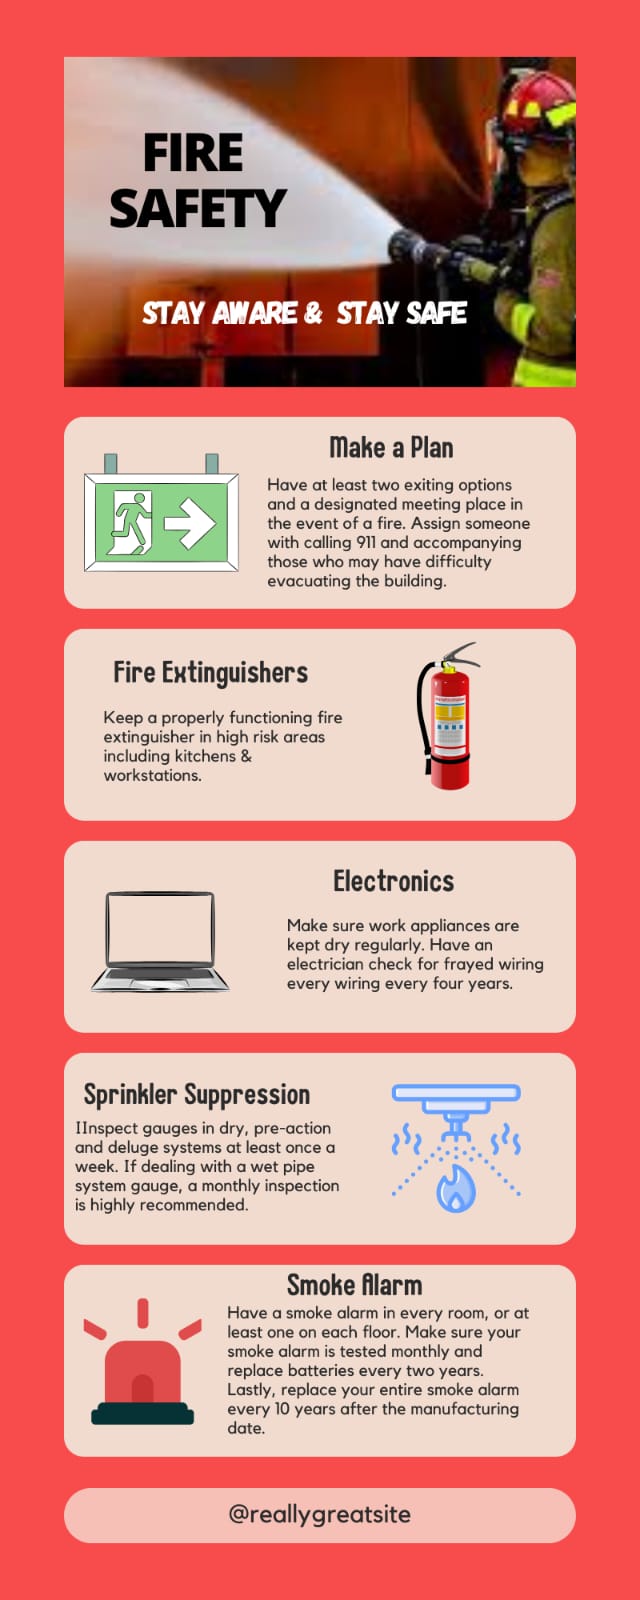 FIRE
SAFETY
STAY AWARE & STAY SAFE
Make a Plan
Have at least two exiting options
and a designated meeting place in
the event of a fire. Assign someone
with calling 911 and accompanying
those who may have difficulty
evacuating the building.
Fire Extinguishers
Keep a properly functioning fire
extinguisher in high risk areas
including kitchens &
workstations.
Electronics
Make sure work appliances are
kept dry regularly. Have an
electrician check for frayed wiring
every wiring every four years.
Sprinkler Suppression
IInspect gauges in dry, pre-action
and deluge systems at least once a
week. If dealing with a wet pipe
system gauge, a monthly inspection
is highly recommended.
Smoke Alarm
Have a smoke alarm in every room, or at
least one on each floor. Make sure your
smoke alarm is tested monthly and
replace batteries every two years.
Lastly, replace your entire smoke alarm
every 10 years after the manufacturing
date.
@reallygreatsite